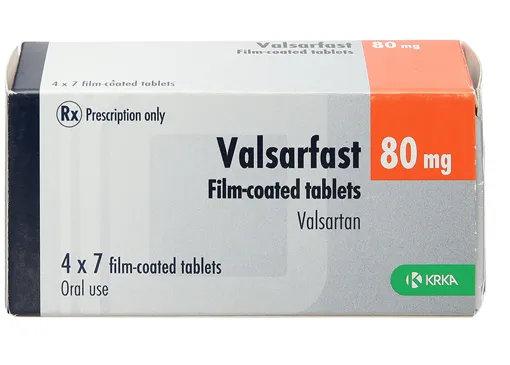 Valsarfast 80 mg
Film-coated tablets
4 x 7 film-coated tablets
Rx Prescription only
Valsarfast 80 mg
Film-coated tablets
Valsartan
4 x 7 film-coated tablets
Oral use
KRKA